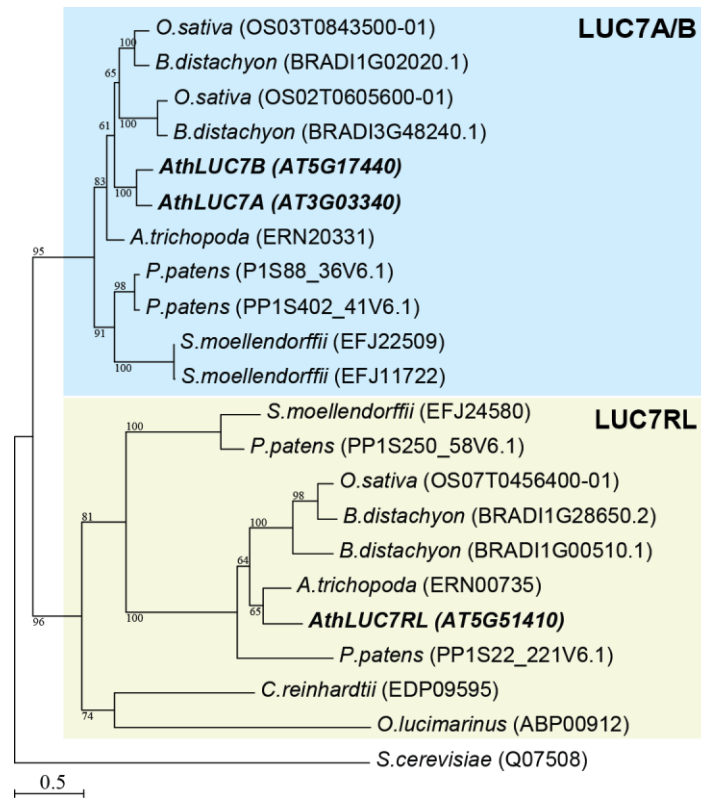 LUC7A/B
O.sativa (OS03T0843500-01)
100
B.distachyon (BRADI1G02020.1)
65
O.sativa (OS02T0605600-01)
100
B.distachyon (BRADI3G48240.1)
61
AthLUC7B (AT5G17440)
83
100
AthLUC7A (AT3G03340)
A.trichopoda (ERN20331)
95
P.patens (P1S88_36V6.1)
98
P.patens (PP1S402_41V6.1)
91
S.moellendorffii (EFJ22509)
100
S.moellendorffii (EFJ11722)
LUC7RL
S.moellendorffii (EFJ24580)
100
P.patens (PP1S250_58V6.1)
O.sativa (OS07T0456400-01)
98
B.distachyon (BRADI1G28650.2)
81
100
B.distachyon (BRADI1G00510.1)
64
A.trichopoda (ERN00735)
100
65
AthLUC7RL (AT5G51410)
96
P.patens (PP1S22_221V6.1)
C.reinhardtii (EDP09595)
74
O.lucimarinus (ABP00912)
S.cerevisiae (Q07508)
0.5